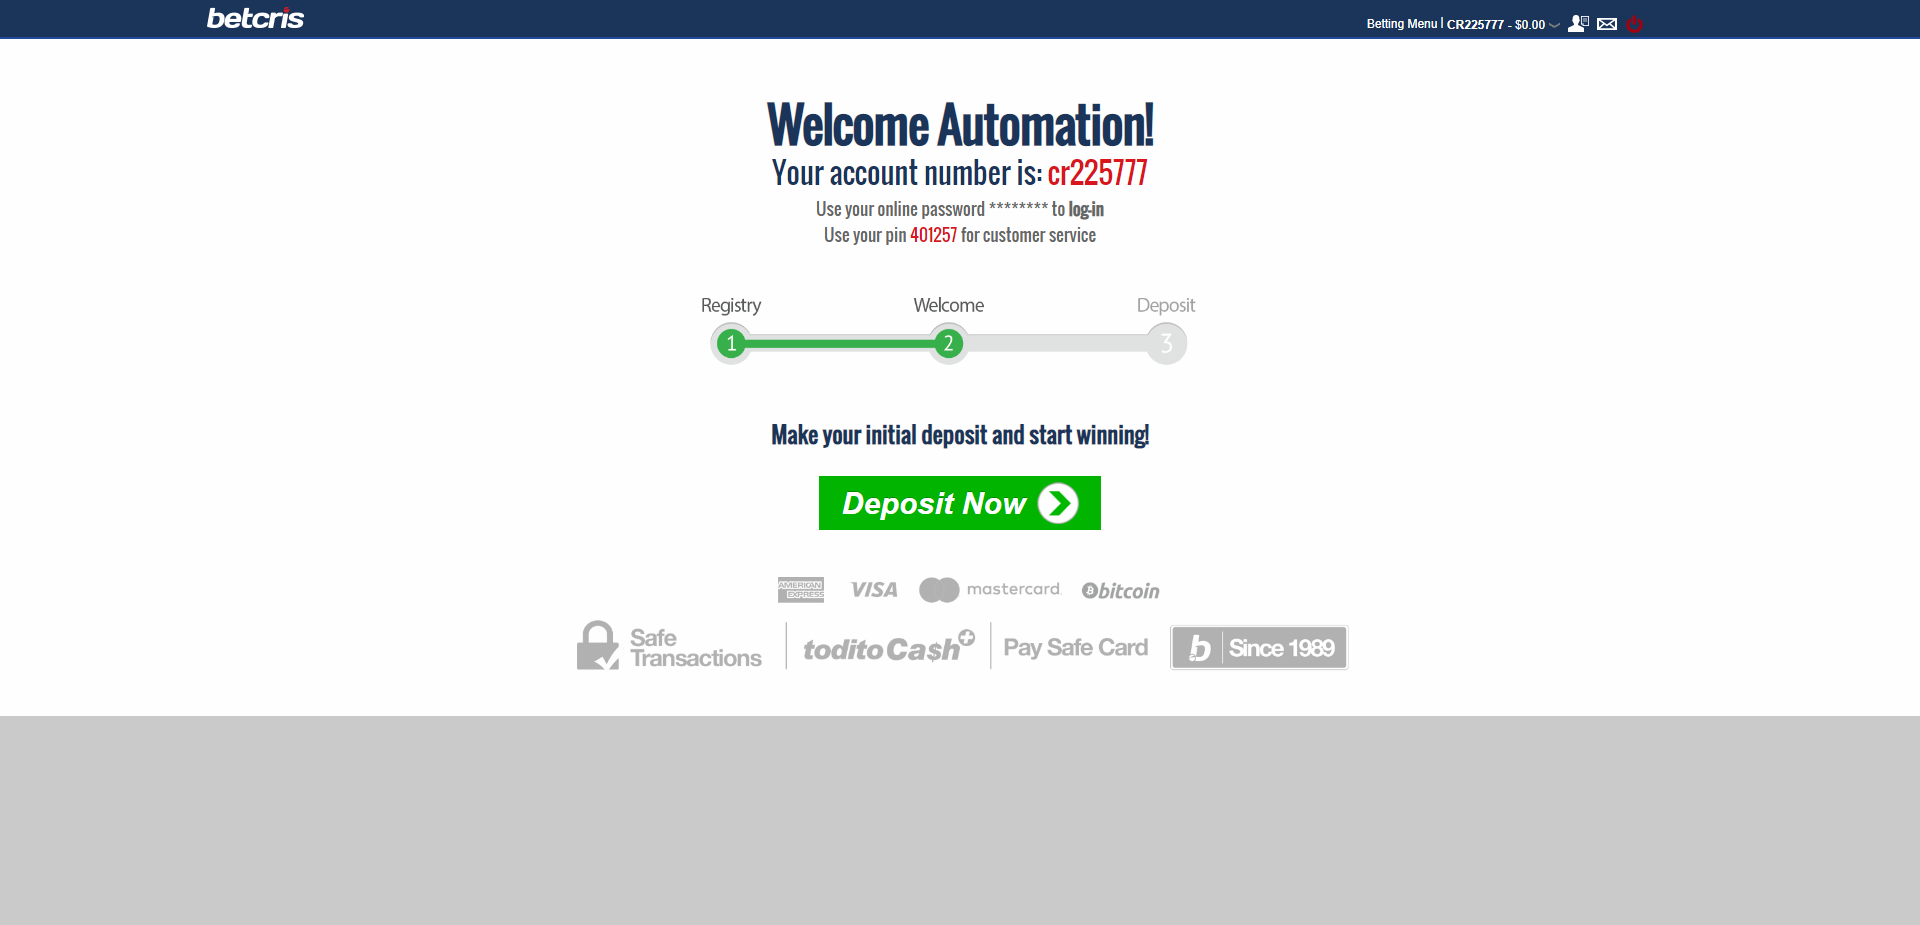 betcris
Betting Menu | CR225777 - $0.00
Welcome Automation!
Your account number is: cr225777
Use your online password ******** to log-in
Use your pin 401257 for customer service
Registry Welcome Deposit
1 2 3
Make your initial deposit and start winning!
Deposit Now
AMERICAN EXPRESS VISA mastercard. bitcoin
Safe Transactions toditoCa$h+ Pay Safe Card b Since 1989